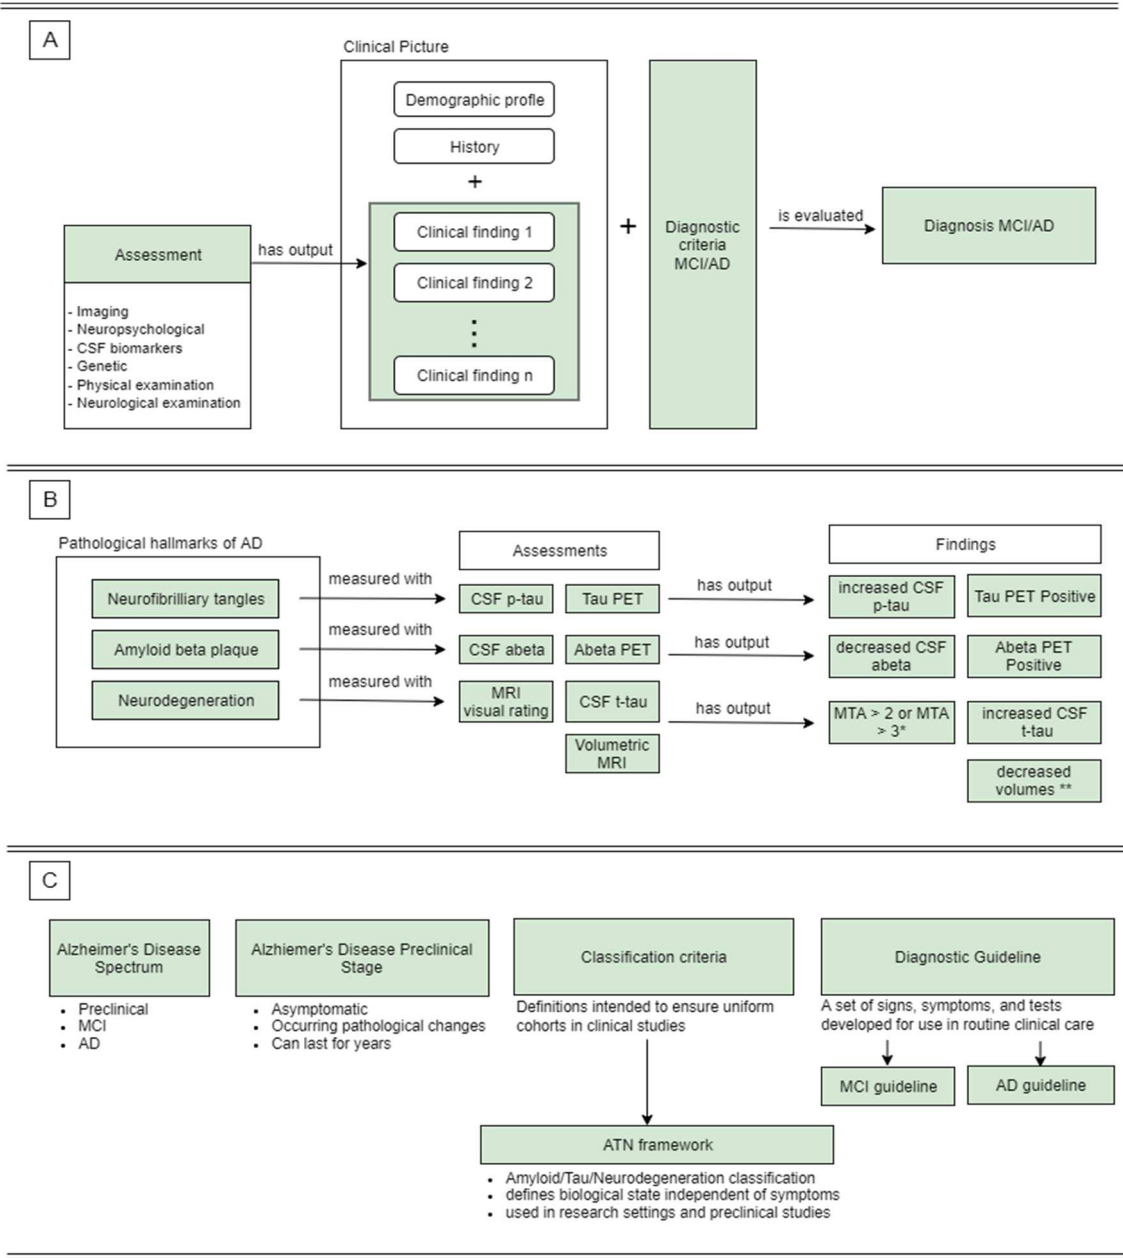 A
Clinical Picture
Demographic profle
History
+
Clinical finding 1
Clinical finding 2
Clinical finding n
Assessment
- Imaging
- Neuropsychological
- CSF biomarkers
- Genetic
- Physical examination
- Neurological examination
has output
+
Diagnostic
criteria
MCI/AD
is evaluated
Diagnosis MCI/AD
B
Pathological hallmarks of AD
Neurofibrilliary tangles
Amyloid beta plaque
Neurodegeneration
measured with
measured with
measured with
Assessments
CSF p-tau
Tau PET
CSF abeta
Abeta PET
MRI
visual rating
CSF t-tau
Volumetric
MRI
has output
has output
has output
Findings
increased CSF
p-tau
Tau PET Positive
decreased CSF
abeta
Abeta PET
Positive
MTA > 2 or MTA
> 3*
increased CSF
t-tau
decreased
volumes **
C
Alzheimer's Disease
Spectrum
• Preclinical
• MCI
• AD
Alzhiemer's Disease Preclinical
Stage
• Asymptomatic
• Occurring pathological changes
• Can last for years
Classification criteria
Definitions intended to ensure uniform
cohorts in clinical studies
ATN framework
• Amyloid/Tau/Neurodegeneration classification
• defines biological state independent of symptoms
• used in research settings and preclinical studies
Diagnostic Guideline
A set of signs, symptoms, and tests
developed for use in routine clinical care
MCI guideline
AD guideline